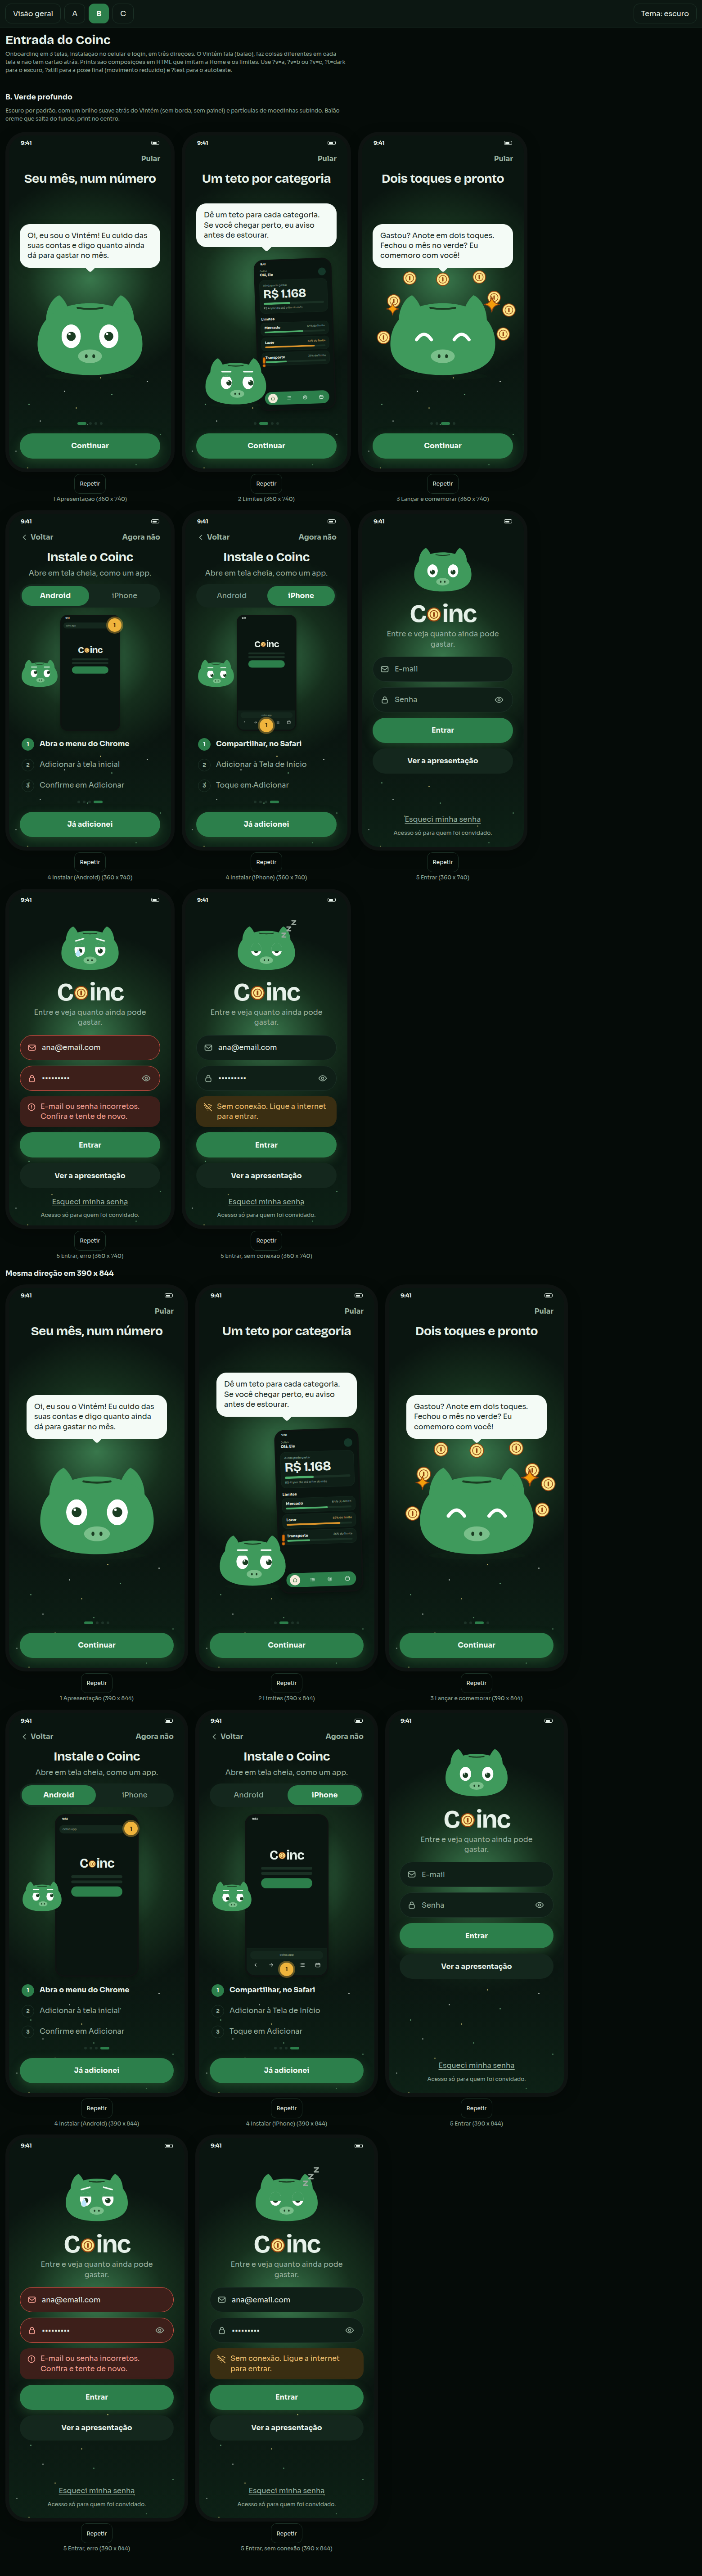 Visão geral
A
B
C
Tema: escuro
Entrada do Coinc
Onboarding em 3 telas, instalação no celular e login, em três direções. O Vintém fala (balão), faz coisas diferentes em cada
tela e não tem cartão atrás. Prints são composições em HTML que imitam a Home e os limites. Use ?v=a, ?v=b ou ?v=c, ?t=dark
para o escuro, ?still para a pose final (movimento reduzido) e ?test para o autoteste.
B. Verde profundo
Escuro por padrão, com um brilho suave atrás do Vintém (sem borda, sem painel) e partículas de moedinhas subindo. Balão
creme que salta do fundo, print no centro.
9:41
Pular
Seu mês, num número
Oi, eu sou o Vintém! Eu cuido das
suas contas e digo quanto ainda
dá para gastar no mês.
Continuar
Repetir
1 Apresentação (360 x 740)
9:41
Pular
Um teto por categoria
Dê um teto para cada categoria.
Se você chegar perto, eu aviso
antes de estourar.
R$ 1.168
Limites
Mercado
Lazer
Transporte
Continuar
Repetir
2 Limites (360 x 740)
9:41
Pular
Dois toques e pronto
Gastou? Anote em dois toques.
Fechou o mês no verde? Eu
comemoro com você!
Continuar
Repetir
3 Lançar e comemorar (360 x 740)
9:41
Voltar
Agora não
Instale o Coinc
Abre em tela cheia, como um app.
Android
iPhone
1
Coinc
1 Abra o menu do Chrome
2 Adicionar à tela inicial
3 Confirme em Adicionar
Já adicionei
Repetir
4 Instalar (Android) (360 x 740)
9:41
Voltar
Agora não
Instale o Coinc
Abre em tela cheia, como um app.
Android
iPhone
Coinc
1
1 Compartilhar, no Safari
2 Adicionar à Tela de Início
3 Toque em Adicionar
Já adicionei
Repetir
4 Instalar (iPhone) (360 x 740)
9:41
Coinc
Entre e veja quanto ainda pode
gastar.
E-mail
Senha
Entrar
Ver a apresentação
Esqueci minha senha
Acesso só para quem foi convidado.
Repetir
5 Entrar (360 x 740)
9:41
Coinc
Entre e veja quanto ainda pode
gastar.
ana@email.com
•••••••••
E-mail ou senha incorretos.
Confira e tente de novo.
Entrar
Ver a apresentação
Esqueci minha senha
Acesso só para quem foi convidado.
Repetir
5 Entrar, erro (360 x 740)
9:41
z z z
Coinc
Entre e veja quanto ainda pode
gastar.
ana@email.com
•••••••••
Sem conexão. Ligue a internet
para entrar.
Entrar
Ver a apresentação
Esqueci minha senha
Acesso só para quem foi convidado.
Repetir
5 Entrar, sem conexão (360 x 740)
Mesma direção em 390 x 844
9:41
Pular
Seu mês, num número
Oi, eu sou o Vintém! Eu cuido das
suas contas e digo quanto ainda
dá para gastar no mês.
Continuar
Repetir
1 Apresentação (390 x 844)
9:41
Pular
Um teto por categoria
Dê um teto para cada categoria.
Se você chegar perto, eu aviso
antes de estourar.
R$ 1.168
Limites
Mercado
Lazer
Transporte
Continuar
Repetir
2 Limites (390 x 844)
9:41
Pular
Dois toques e pronto
Gastou? Anote em dois toques.
Fechou o mês no verde? Eu
comemoro com você!
Continuar
Repetir
3 Lançar e comemorar (390 x 844)
9:41
Voltar
Agora não
Instale o Coinc
Abre em tela cheia, como um app.
Android
iPhone
1
Coinc
1 Abra o menu do Chrome
2 Adicionar à tela inicial
3 Confirme em Adicionar
Já adicionei
Repetir
4 Instalar (Android) (390 x 844)
9:41
Voltar
Agora não
Instale o Coinc
Abre em tela cheia, como um app.
Android
iPhone
Coinc
1
1 Compartilhar, no Safari
2 Adicionar à Tela de Início
3 Toque em Adicionar
Já adicionei
Repetir
4 Instalar (iPhone) (390 x 844)
9:41
Coinc
Entre e veja quanto ainda pode
gastar.
E-mail
Senha
Entrar
Ver a apresentação
Esqueci minha senha
Acesso só para quem foi convidado.
Repetir
5 Entrar (390 x 844)
9:41
Coinc
Entre e veja quanto ainda pode
gastar.
ana@email.com
•••••••••
E-mail ou senha incorretos.
Confira e tente de novo.
Entrar
Ver a apresentação
Esqueci minha senha
Acesso só para quem foi convidado.
Repetir
5 Entrar, erro (390 x 844)
9:41
z z z
Coinc
Entre e veja quanto ainda pode
gastar.
ana@email.com
•••••••••
Sem conexão. Ligue a internet
para entrar.
Entrar
Ver a apresentação
Esqueci minha senha
Acesso só para quem foi convidado.
Repetir
5 Entrar, sem conexão (390 x 844)